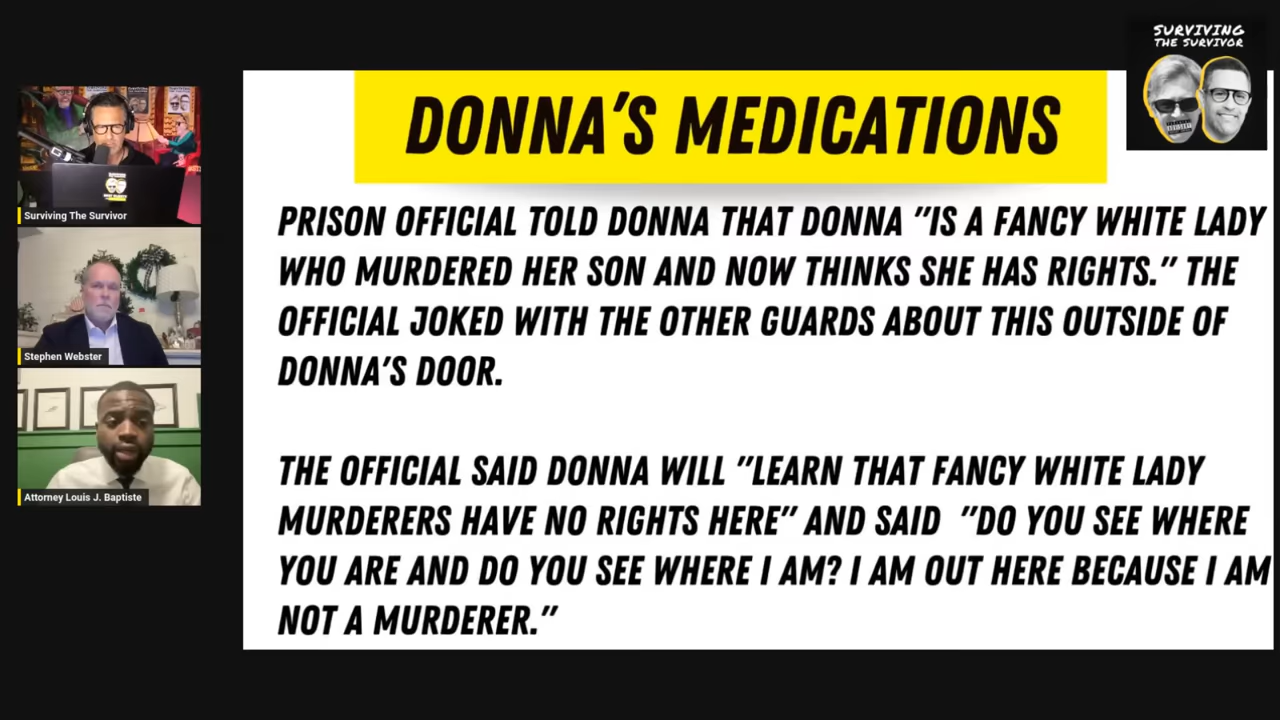 SURVIVING
THE SURVIVOR
DONNA'S MEDICATIONS
PRISON OFFICIAL TOLD DONNA THAT DONNA "IS A FANCY WHITE LADY
WHO MURDERED HER SON AND NOW THINKS SHE HAS RIGHTS." THE
OFFICIAL JOKED WITH THE OTHER GUARDS ABOUT THIS OUTSIDE OF
DONNA'S DOOR.
THE OFFICIAL SAID DONNA WILL "LEARN THAT FANCY WHITE LADY
MURDERERS HAVE NO RIGHTS HERE" AND SAID "DO YOU SEE WHERE
YOU ARE AND DO YOU SEE WHERE I AM? I AM OUT HERE BECAUSE I AM
NOT A MURDERER."
Surviving The Survivor
Stephen Webster
Attorney Louis J. Baptiste